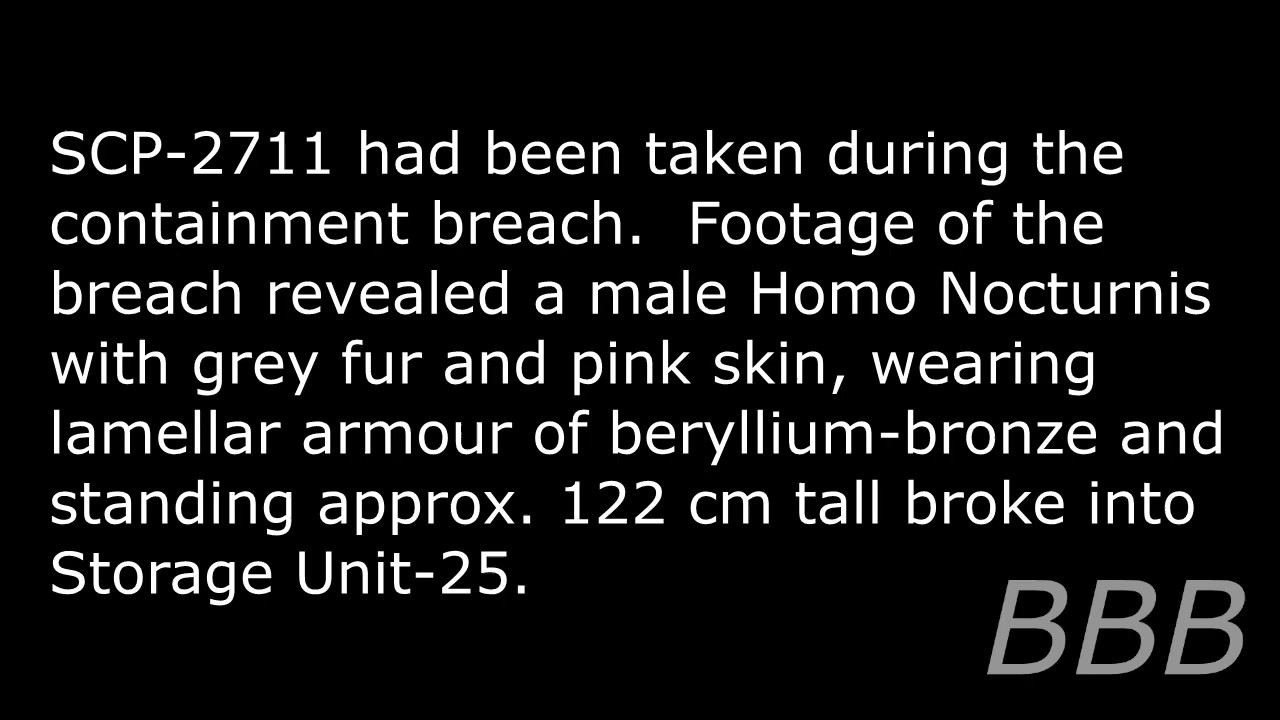 SCP-2711 had been taken during the
containment breach.  Footage of the
breach revealed a male Homo Nocturnis
with grey fur and pink skin, wearing
lamellar armour of beryllium-bronze and
standing approx. 122 cm tall broke into
Storage Unit-25.
BBB